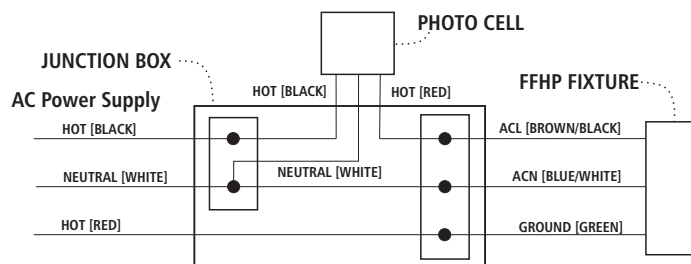 PHOTO CELL
JUNCTION BOX
FFHP FIXTURE
HOT [BLACK]
HOT [RED]
AC Power Supply
HOT [BLACK]
ACL [BROWN/BLACK]
NEUTRAL [WHITE]
NEUTRAL [WHITE]
ACN [BLUE/WHITE]
HOT [RED]
GROUND [GREEN]